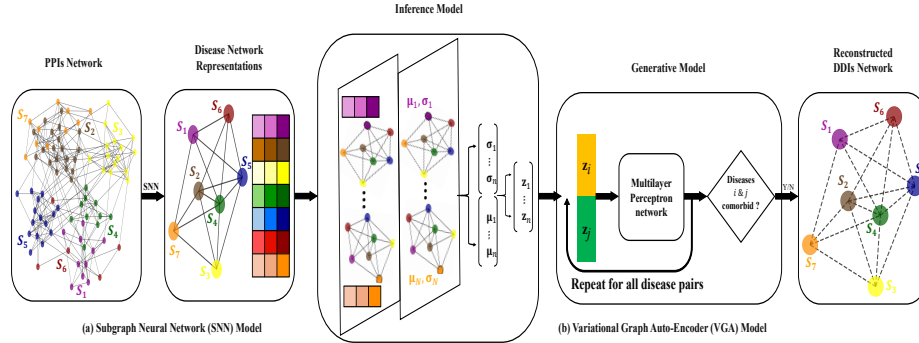 Inference Model
PPIs Network
Disease Network
Representations
Generative Model
Reconstructed
DDIs Network
S7
S2
S3
S4
S5
S6
S1
SNN
S6
S1
S5
S2
S4
S7
S3
μ1, σ1
μN, σN
σ1
⋮
σn
μ1
⋮
μn
z1
⋮
zn
zi
zj
Multilayer
Perceptron
network
Diseases
i & j
comorbid ?
Y/N
Repeat for all disease pairs
S6
S1
S5
S2
S4
S7
S3
(a) Subgraph Neural Network (SNN) Model
(b) Variational Graph Auto-Encoder (VGA) Model